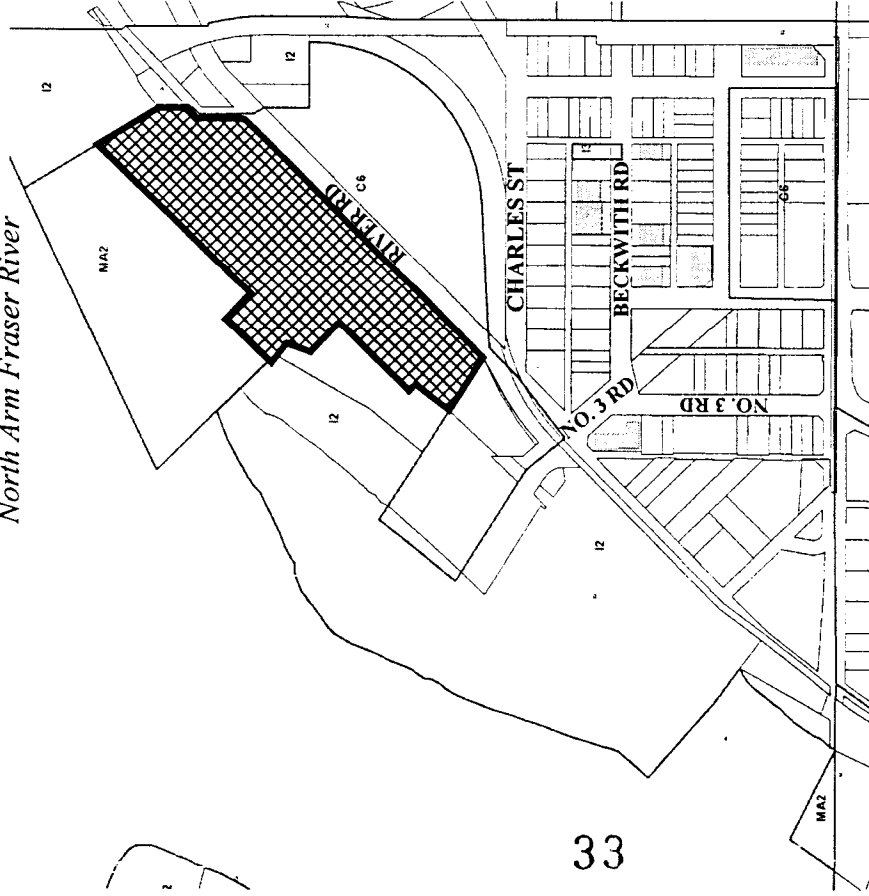 I2
I2
MA2
RIVER RD
C6
North Arm Fraser River
CHARLES ST
BECKWITH RD
C6
I2
NO. 3 RD
NO. 3 RD
I2
MA2
33